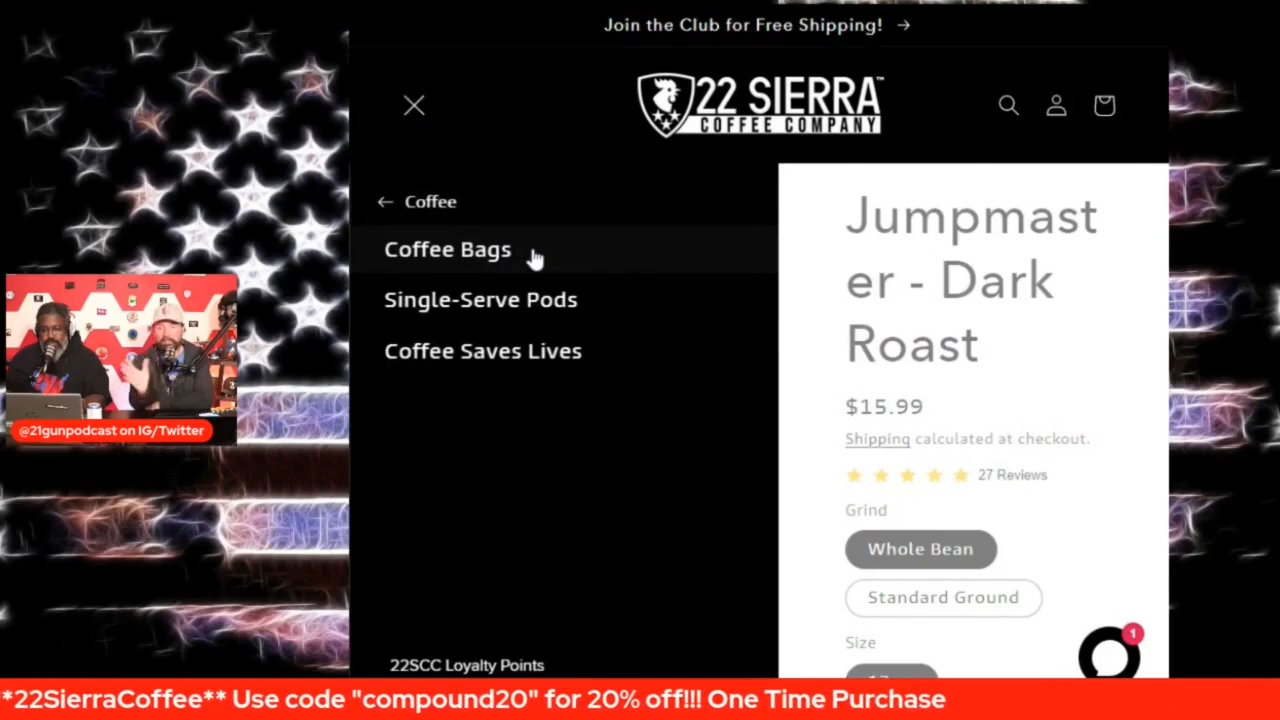 Join the Club for Free Shipping! →
22 SIERRA™
COFFEE COMPANY
← Coffee
Coffee Bags
Single-Serve Pods
Coffee Saves Lives
Jumpmast
er - Dark
Roast
$15.99
Shipping calculated at checkout.
27 Reviews
Grind
Whole Bean
Standard Ground
Size
1
@21gunpodcast on IG/Twitter
22SCC Loyalty Points
**22SierraCoffee** Use code "compound20" for 20% off!!! One Time Purchase